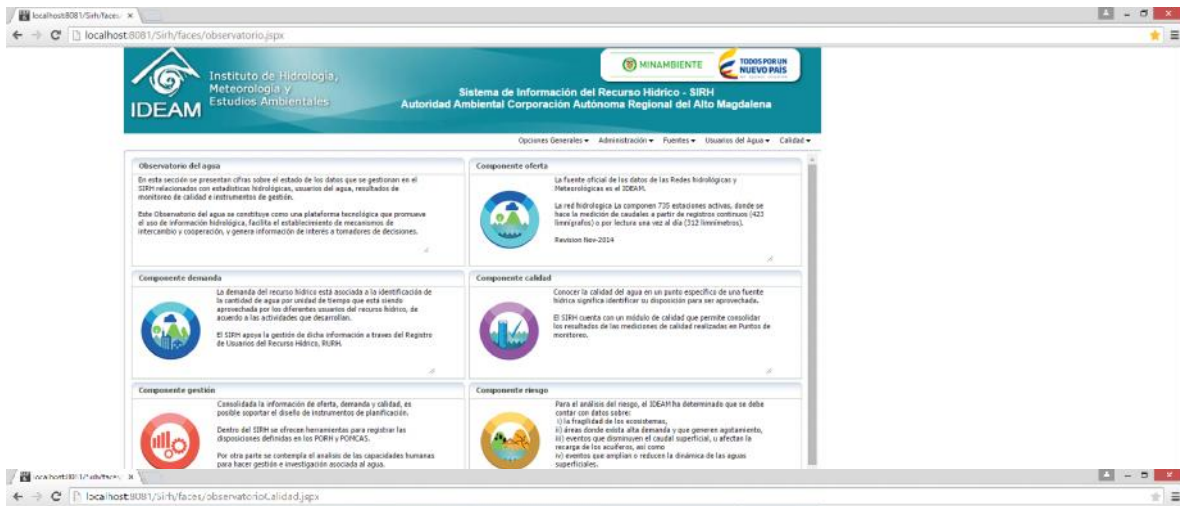 localhost:8081/Sirh/faces/
localhost:8081/Sirh/faces/observatorio.jspx
IDEAM
Instituto de Hidrología,
Meteorología y
Estudios Ambientales
MINAMBIENTE
TODOS POR UN
NUEVO PAÍS
Sistema de Información del Recurso Hídrico - SIRH
Autoridad Ambiental Corporación Autónoma Regional del Alto Magdalena
Opciones Generales Administración Fuentes Usuarios del Agua Calidad
Observatorio del agua
En esta sección se presentan cifras sobre el estado de los datos que se gestionan en el
SIRH relacionados con estadísticas hidrológicas, usuarios del agua, resultados de
monitoreo de calidad e instrumentos de gestión.
Este Observatorio del agua se constituye como una plataforma tecnológica que promueva
el uso de información hidrológica, facilita el establecimiento de mecanismos de
intercambio y cooperación, y genera información de interés a tomadores de decisiones.
Componente oferta
La fuente oficial de los datos de las Redes hidrológicas y
Meteorológicas es el IDEAM.
La red hidrologica La componen 735 estaciones activas, donde se
hace la medición de caudales a partir de registros continuos (423
limnígrafos) o por lectura una vez al día (312 limnímetros).
Revision Nov-2014
Componente demanda
La demanda del recurso hídrico está asociada a la identificación de
la cantidad de agua por unidad de tiempo que está siendo
aprovechada por los diferentes usuarios del recurso hídrico, de
acuerdo a las actividades que desarrollan.
El SIRH apoya la gestión de dicha información a traves del Registro
de Usuarios del Recurso Hídrico, RURH.
Componente calidad
Conocer la calidad del agua en un punto específico de una fuente
hídrica significa identificar su disposición para ser aprovechada.
El SIRH cuenta con un módulo de calidad que permite consolidar
los resultados de las mediciones de calidad realizadas en Puntos de
monitoreo.
Componente gestión
Consolidada la información de oferta, demanda y calidad, es
posible soportar el diseño de instrumentos de planificación.
Dentro del SIRH se ofrecen herramientas para registrar las
disposiciones definidas en los PORH y POMCAS.
Por otra parte se contempla el analisis de las capacidades humanas
para hacer gestión e investigación asociada al agua.
Componente riesgo
Para el análisis del riesgo, el IDEAM ha determinado que se debe
contar con datos sobre:
i) la fragilidad de los ecosistemas,
ii) áreas donde exista alta demanda y que generen agotamiento,
iii) eventos que disminuyen el caudal superficial, u afectan la
recarga de los acuíferos, así como
iv) eventos que amplían o reducen la dinámica de las aguas
superficiales.
localhost:8081/Sirh/faces/
localhost:8081/Sirh/faces/observatorioCalidad.jspx